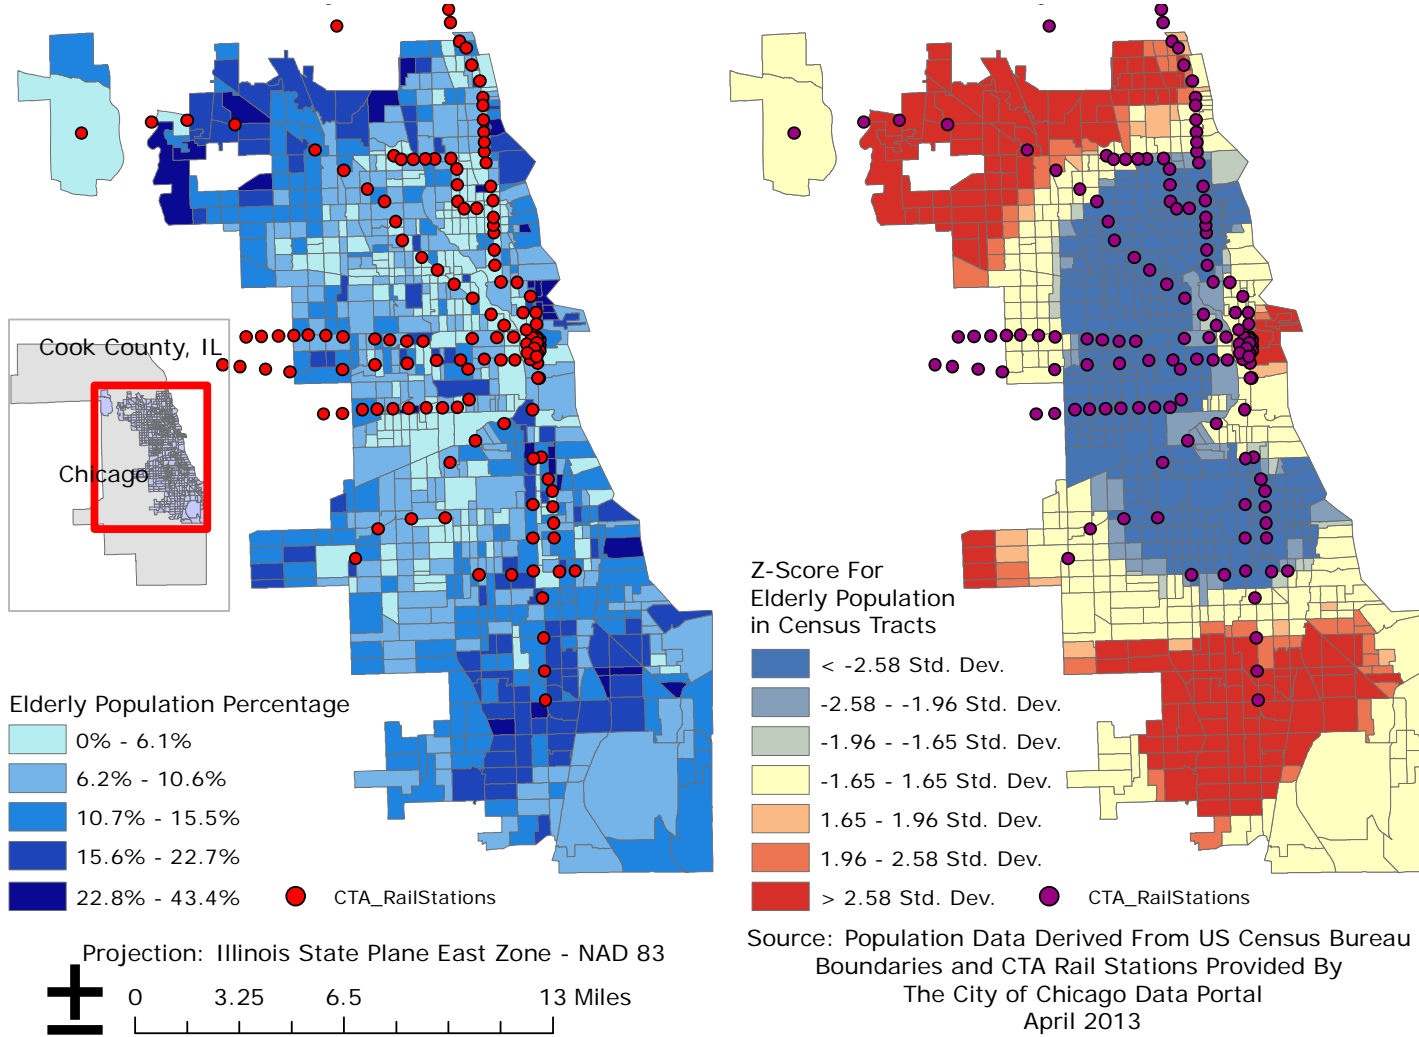 Cook County, IL
Chicago
Elderly Population Percentage
0% - 6.1%
6.2% - 10.6%
10.7% - 15.5%
15.6% - 22.7%
22.8% - 43.4%
CTA_RailStations
Projection: Illinois State Plane East Zone - NAD 83
0 3.25 6.5 13 Miles
Z-Score For
Elderly Population
in Census Tracts
< -2.58 Std. Dev.
-2.58 - -1.96 Std. Dev.
-1.96 - -1.65 Std. Dev.
-1.65 - 1.65 Std. Dev.
1.65 - 1.96 Std. Dev.
1.96 - 2.58 Std. Dev.
> 2.58 Std. Dev.
CTA_RailStations
Source: Population Data Derived From US Census Bureau
Boundaries and CTA Rail Stations Provided By
The City of Chicago Data Portal
April 2013